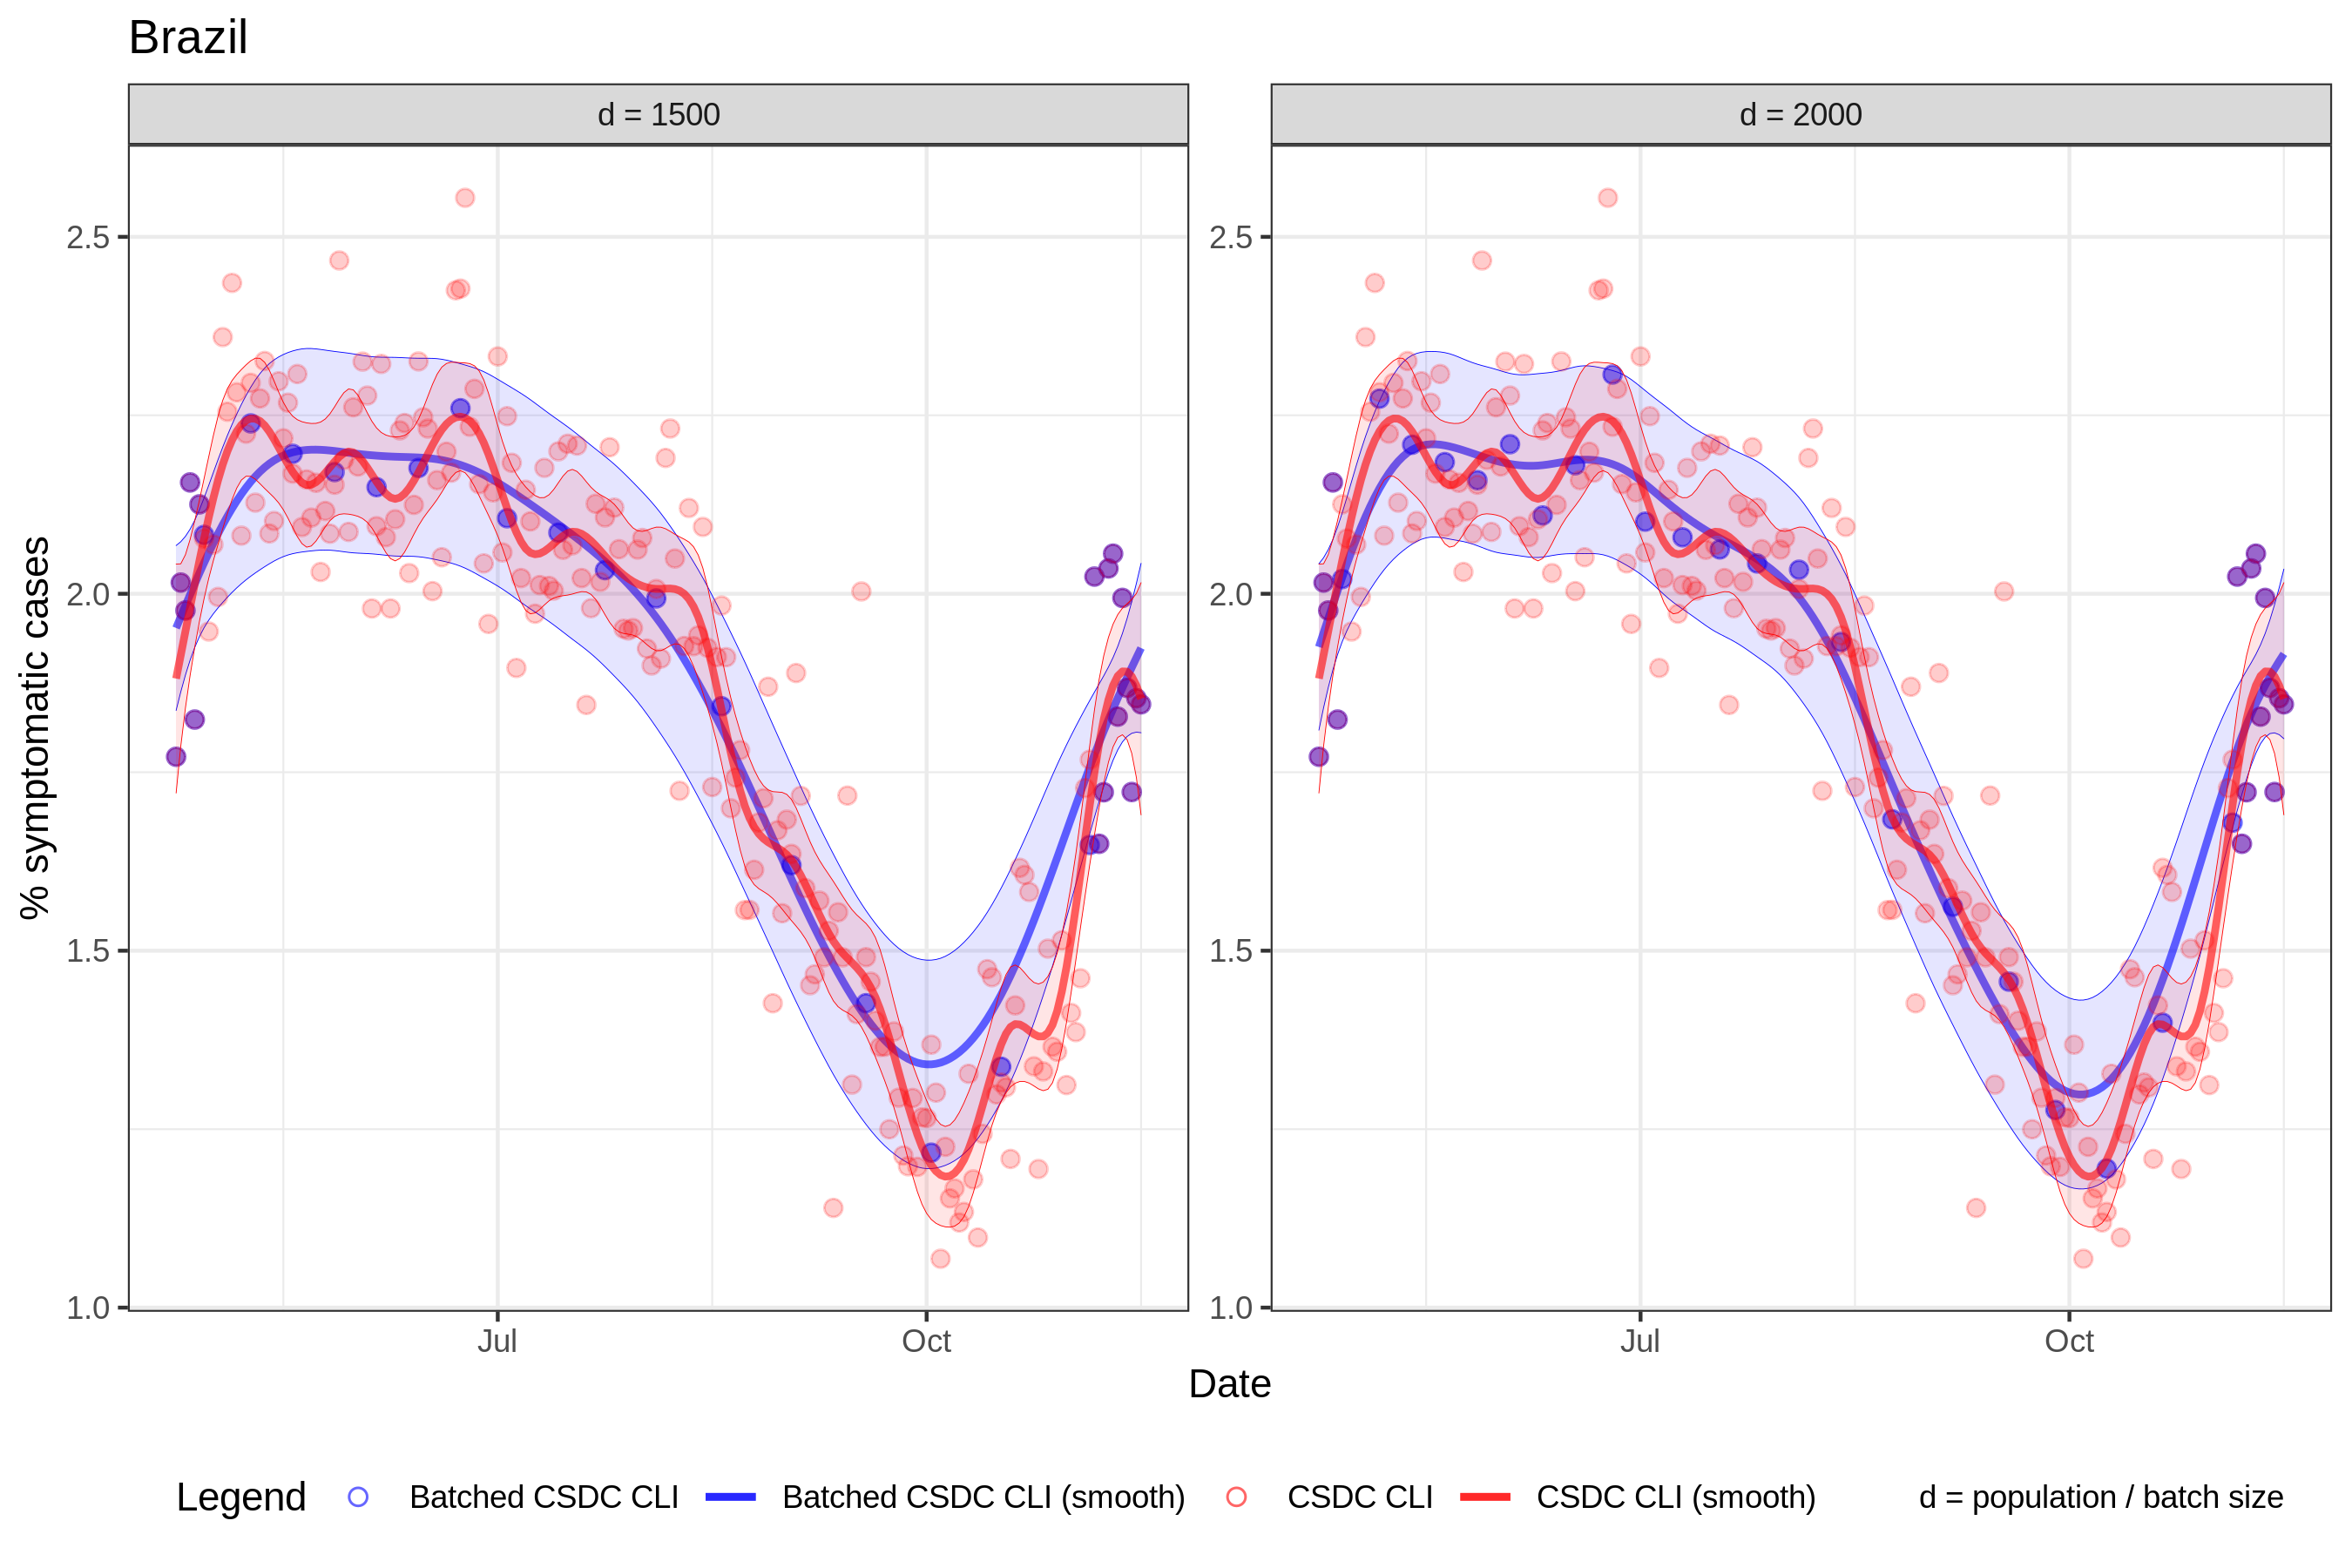 Brazil
d = 1500
d = 2000
% symptomatic cases
2.5
2.0
1.5
1.0
2.5
2.0
1.5
1.0
Jul
Oct
Jul
Oct
Date
Legend Batched CSDC CLI Batched CSDC CLI (smooth) CSDC CLI CSDC CLI (smooth) d = population / batch size